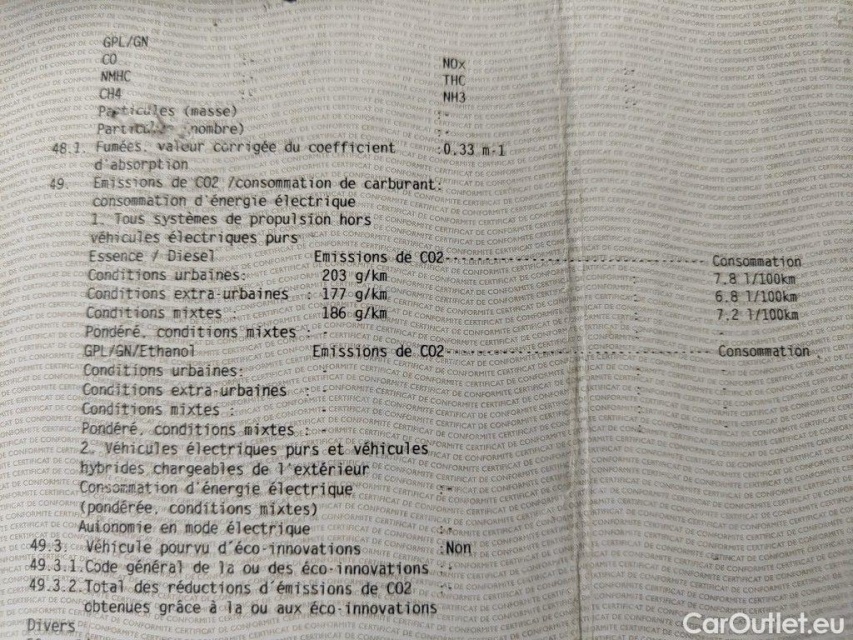 GPL/GN
CO : - NOx : -
NMHC : - THC : -
CH4 : - NH3 : -
Particules (masse) : -
nombre) : -
48.1. Fumées, valeur corrigée du coefficient :0,33 m-1
d'absorption
49. Emissions de CO2 /consommation de carburant:
consommation d'énergie électrique
1. Tous systèmes de propulsion hors
véhicules électriques purs
Essence / Diesel Emissions de CO2 Consommation
Conditions urbaines: 203 g/km 7,8 l/100km
Conditions extra-urbaines : 177 g/km 6,8 l/100km
Conditions mixtes : 186 g/km 7,2 l/100km
Pondéré, conditions mixtes : -
GPL/GN/Ethanol Emissions de CO2 Consommation
Conditions urbaines: -
Conditions extra-urbaines : -
Conditions mixtes : -
Pondéré, conditions mixtes : -
2. Véhicules électriques purs et véhicules
hybrides chargeables de l'extérieur
Consommation d'énergie électrique : -
(pondérée, conditions mixtes)
Autonomie en mode électrique : -
49.3. Véhicule pourvu d'éco-innovations :Non
49.3.1.Code général de la ou des éco-innovations : -
49.3.2.Total des réductions d'émissions de CO2 : -
obtenues grâce à la ou aux éco-innovations
Divers
CarOutlet.eu